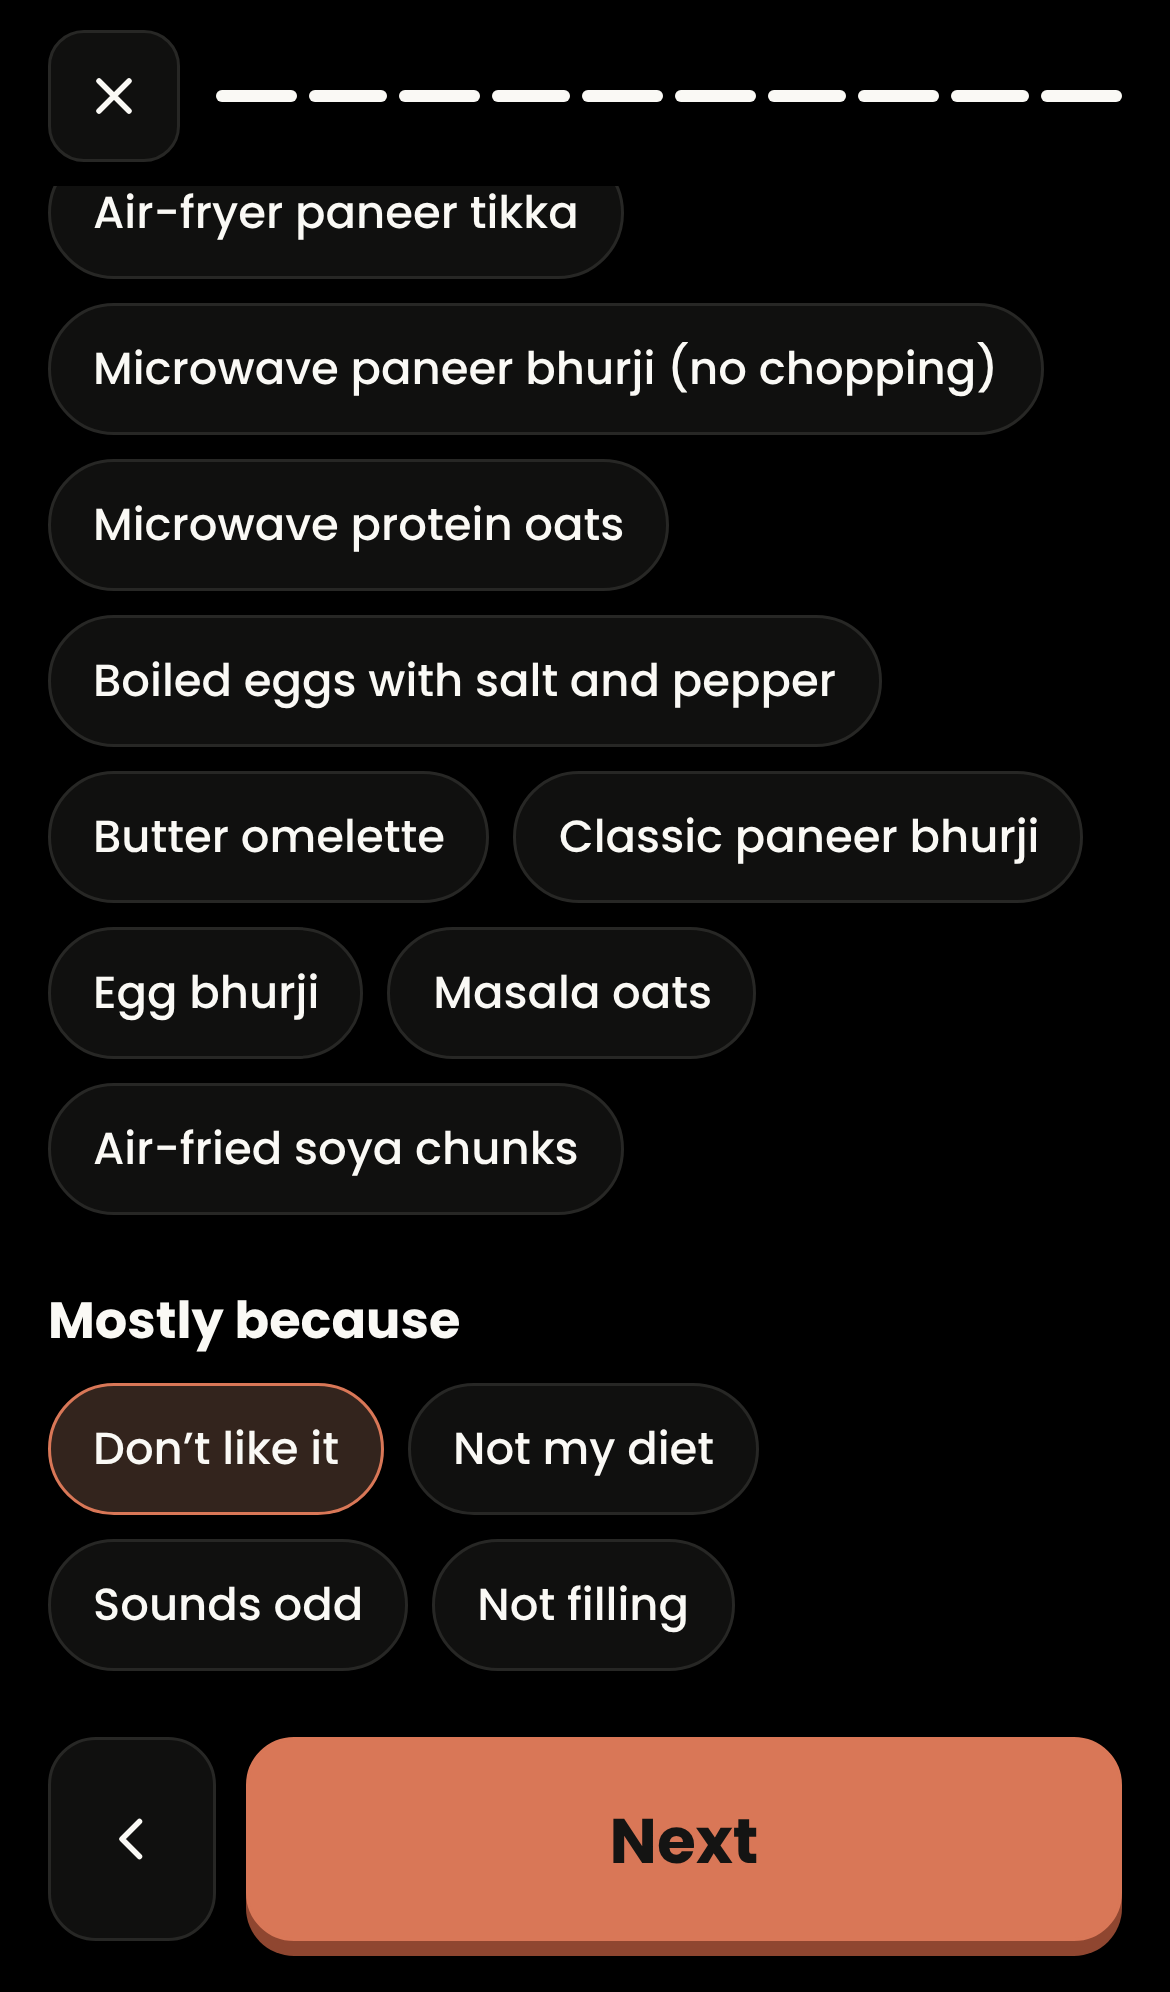 Air-fryer paneer tikka
Microwave paneer bhurji (no chopping)
Microwave protein oats
Boiled eggs with salt and pepper
Butter omelette
Classic paneer bhurji
Egg bhurji
Masala oats
Air-fried soya chunks
Mostly because
Don’t like it
Not my diet
Sounds odd
Not filling
Next